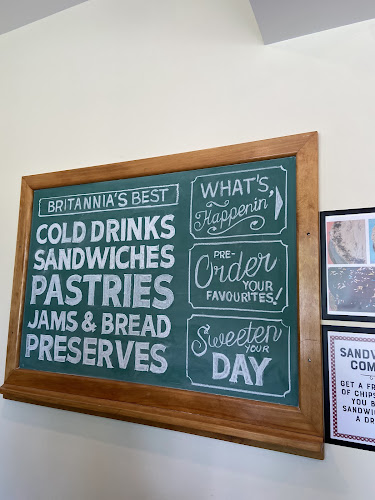 BRITANNIA'S BEST
COLD DRINKS
SANDWICHES
PASTRIES
JAMS & BREAD
PRESERVES
WHAT'S,
Happenin'
PRE-
Order
YOUR
FAVOURITES!
Sweeten
YOUR
DAY
SANDW
COM
GET A FR
OF CHIPS
YOU B
SANDWI
A DR